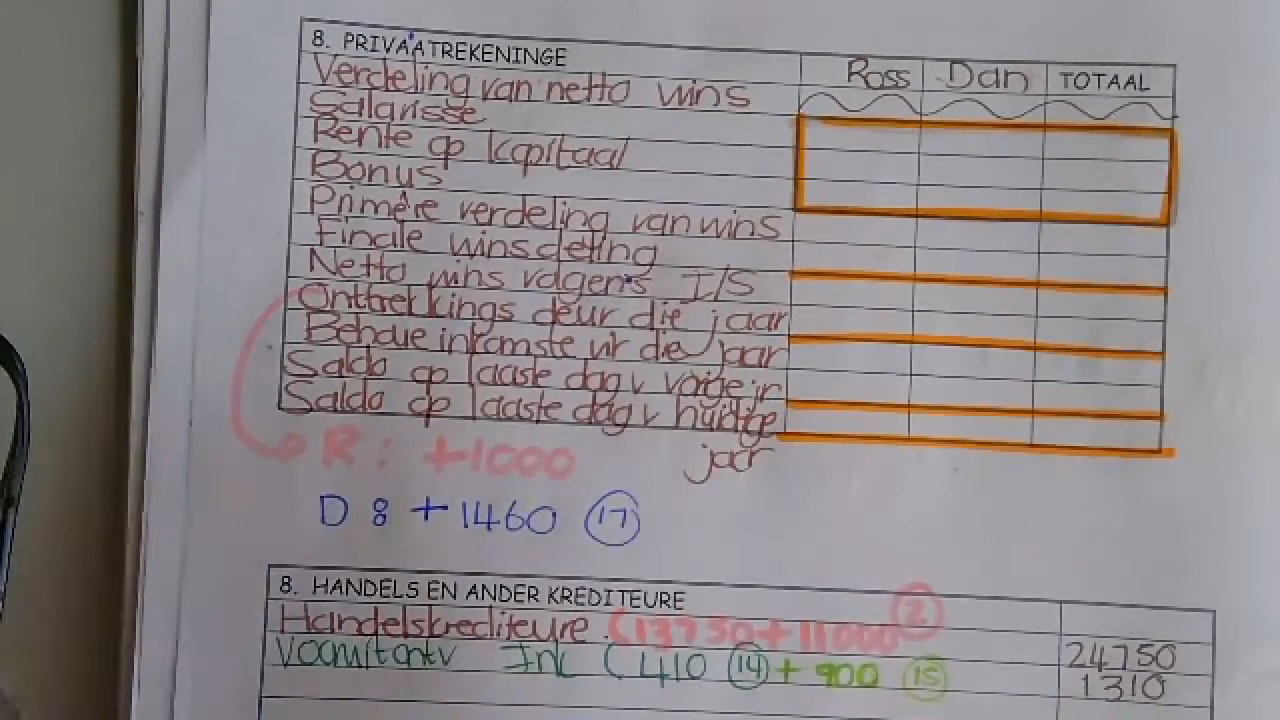 8. PRIVAATREKENINGE Ross Dan TOTAAL
Verdeling van netto wins
Salarisse
Rente op kapitaal
Bonus
Primêre verdeling van wins
Finale winsdeling
Netto wins volgens I/S
Onttrekkings deur die jaar
Behoue inkomste vir die jaar
Saldo op laaste dag v vorige jr
Saldo op laaste dag v huidige
jaar
R: +1000
D 8 +1460 17
8. HANDELS EN ANDER KREDITEURE
Handelskrediteure (13750+11000 2 24750
Vooruitontv Ink (410 14 + 900 15 1310